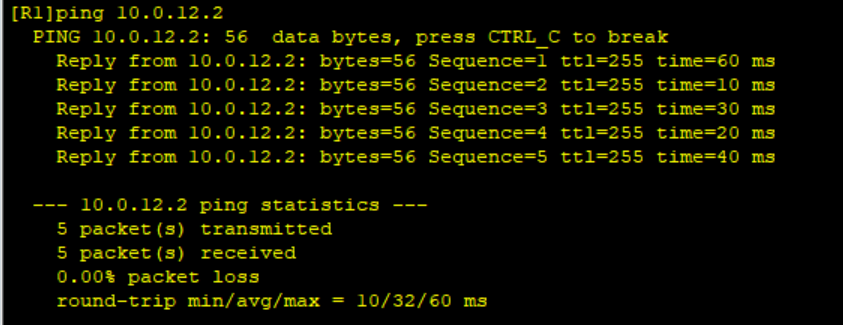 [R1]ping 10.0.12.2
PING 10.0.12.2: 56  data bytes, press CTRL_C to break
Reply from 10.0.12.2: bytes=56 Sequence=1 ttl=255 time=60 ms
Reply from 10.0.12.2: bytes=56 Sequence=2 ttl=255 time=10 ms
Reply from 10.0.12.2: bytes=56 Sequence=3 ttl=255 time=30 ms
Reply from 10.0.12.2: bytes=56 Sequence=4 ttl=255 time=20 ms
Reply from 10.0.12.2: bytes=56 Sequence=5 ttl=255 time=40 ms
--- 10.0.12.2 ping statistics ---
5 packet(s) transmitted
5 packet(s) received
0.00% packet loss
round-trip min/avg/max = 10/32/60 ms